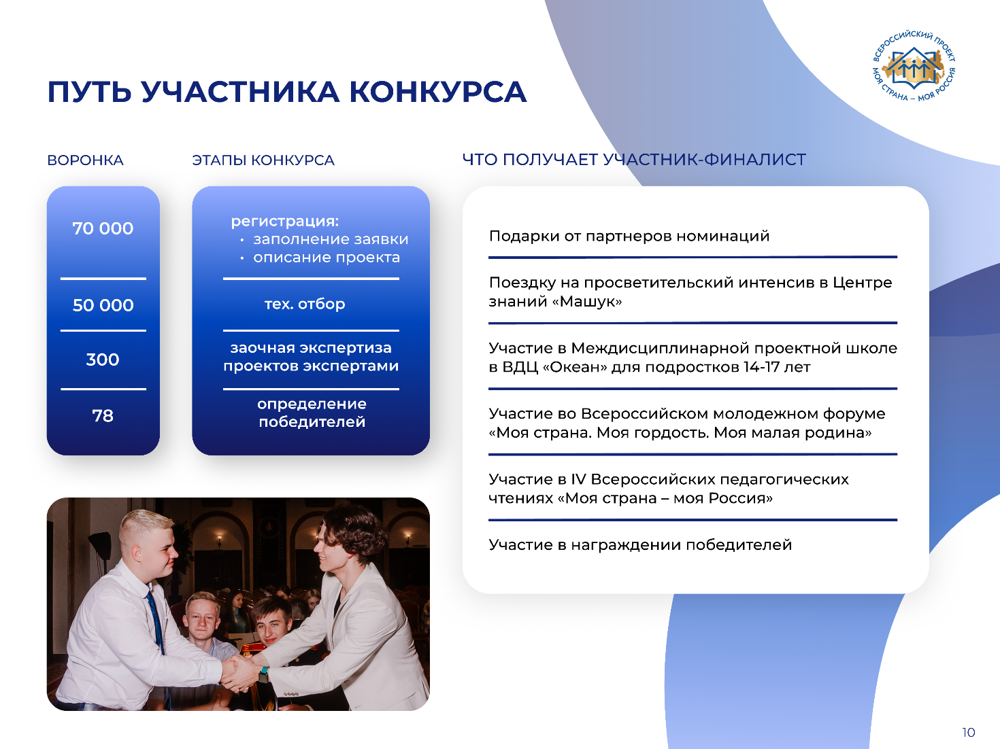 ВСЕРОССИЙСКИЙ ПРОЕКТ
МОЯ СТРАНА – МОЯ РОССИЯ
ПУТЬ УЧАСТНИКА КОНКУРСА
ВОРОНКА
70 000
50 000
300
78
ЭТАПЫ КОНКУРСА
регистрация:
• заполнение заявки
• описание проекта
тех. отбор
заочная экспертиза
проектов экспертами
определение
победителей
ЧТО ПОЛУЧАЕТ УЧАСТНИК-ФИНАЛИСТ
Подарки от партнеров номинаций
Поездку на просветительский интенсив в Центре
знаний «Машук»
Участие в Междисциплинарной проектной школе
в ВДЦ «Океан» для подростков 14-17 лет
Участие во Всероссийском молодежном форуме
«Моя страна. Моя гордость. Моя малая родина»
Участие в IV Всероссийских педагогических
чтениях «Моя страна – моя Россия»
Участие в награждении победителей
10